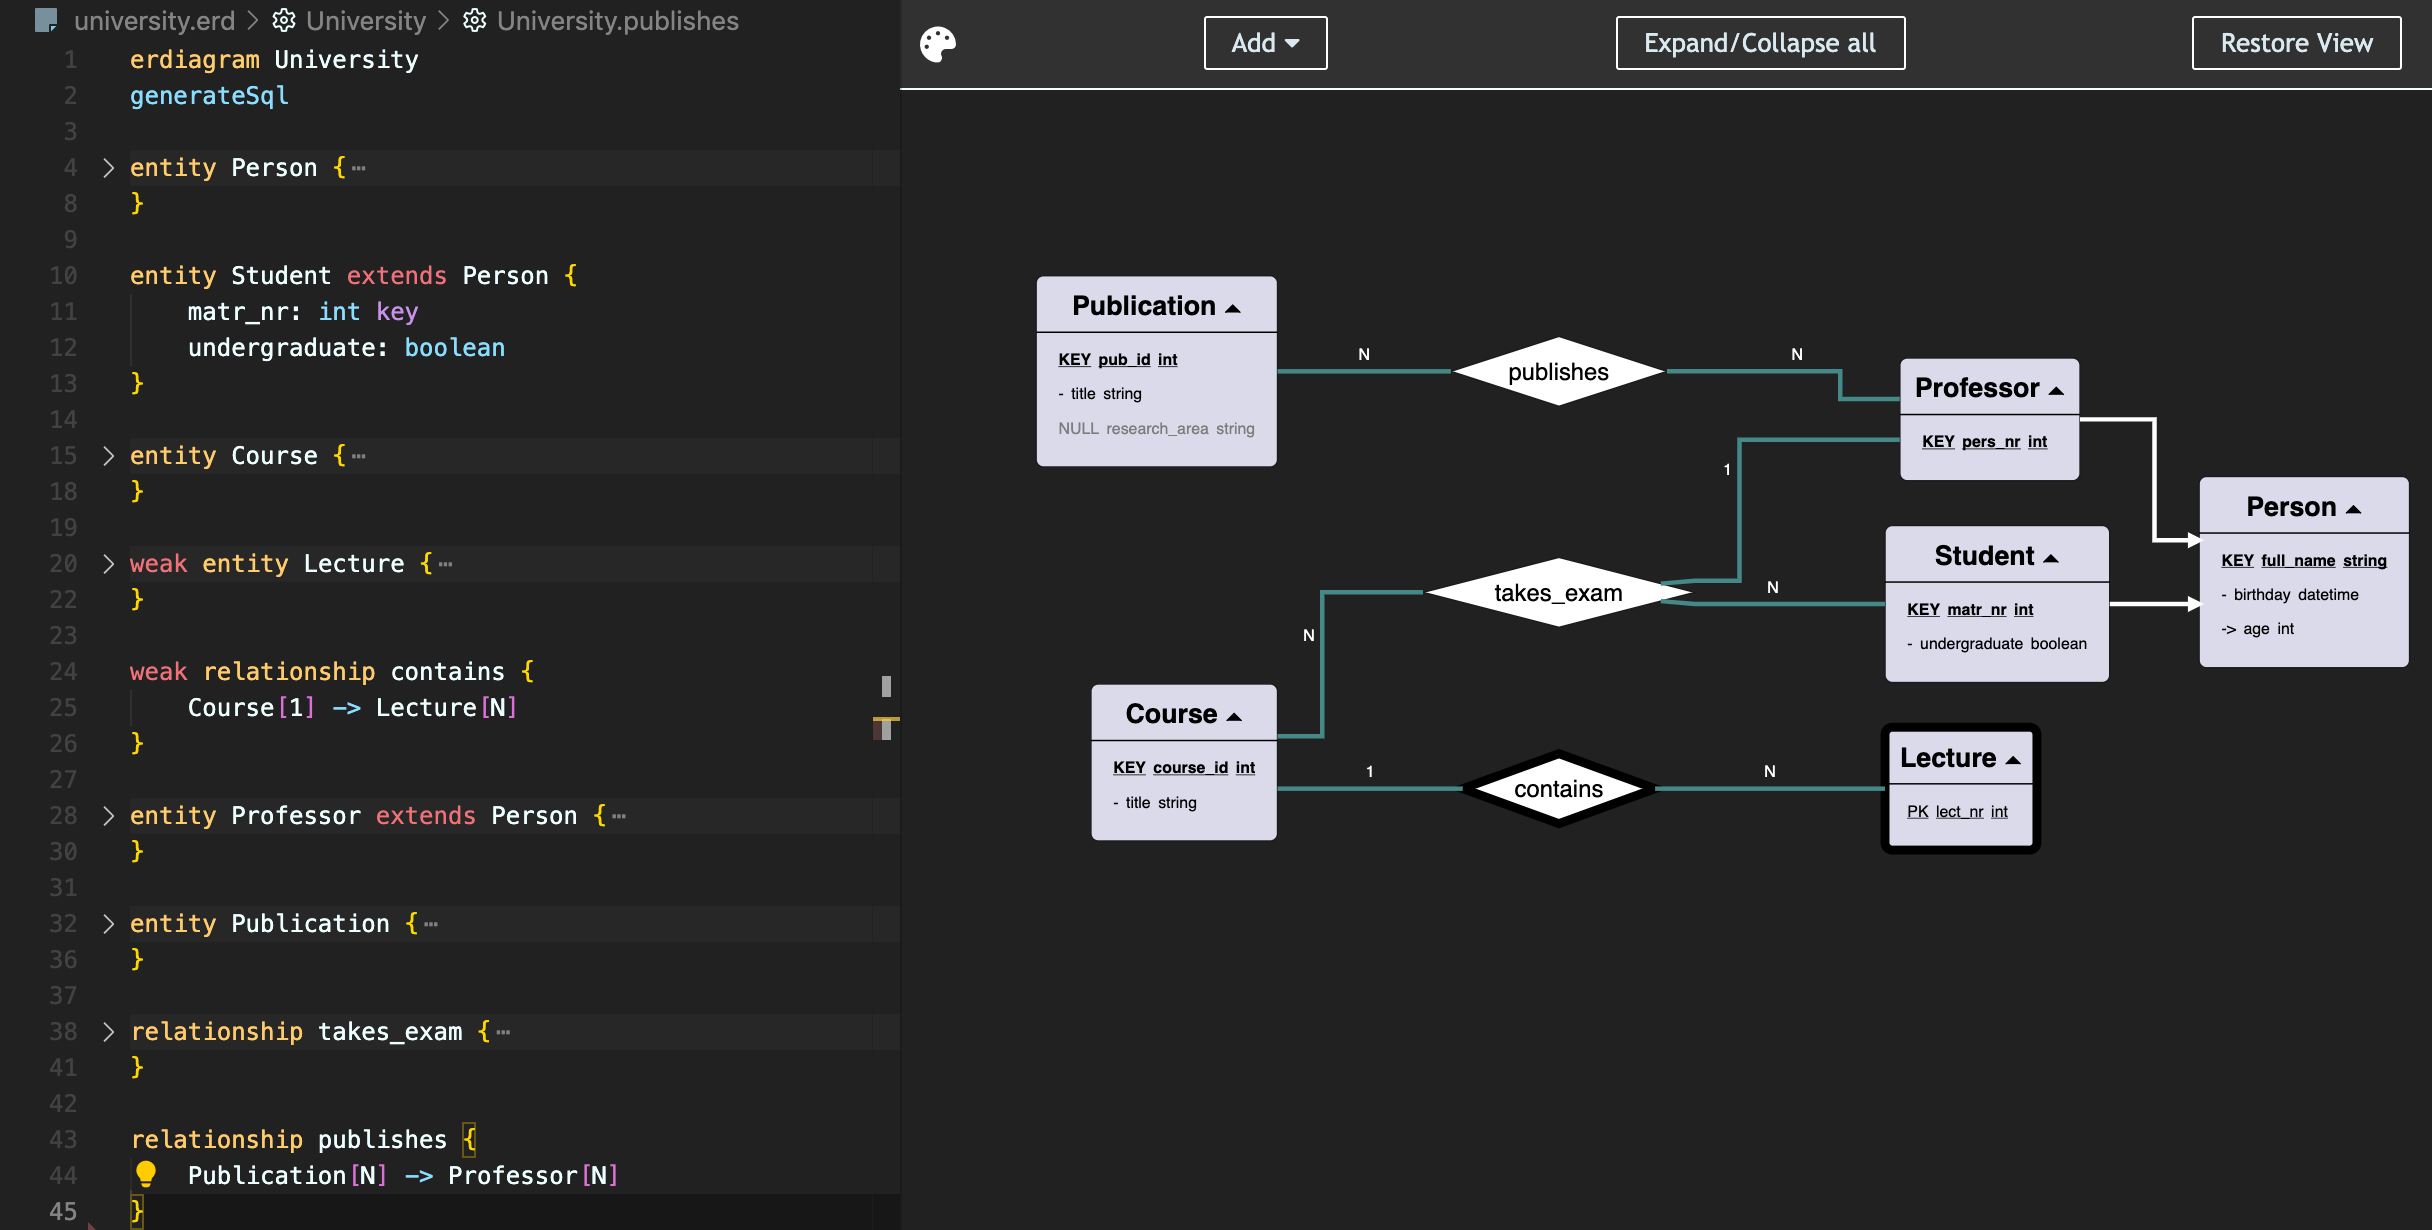 university.erd > University > University.publishes
1 erdiagram University
2 generateSql
3
4 > entity Person { ⋯
8 }
9
10 entity Student extends Person {
11 matr_nr: int key
12 undergraduate: boolean
13 }
14
15 > entity Course { ⋯
18 }
19
20 > weak entity Lecture { ⋯
22 }
23
24 weak relationship contains {
25 Course[1] -> Lecture[N]
26 }
27
28 > entity Professor extends Person { ⋯
30 }
31
32 > entity Publication { ⋯
36 }
37
38 > relationship takes_exam { ⋯
41 }
42
43 relationship publishes {
44 Publication[N] -> Professor[N]
45 }
Add
Expand/Collapse all
Restore View
Publication
KEY pub_id int
- title string
NULL research_area string
N
publishes
N
Professor
KEY pers_nr int
1
Person
KEY full_name string
- birthday datetime
-> age int
Student
KEY matr_nr int
- undergraduate boolean
takes_exam
N
N
Course
KEY course_id int
- title string
1
contains
N
Lecture
PK lect_nr int